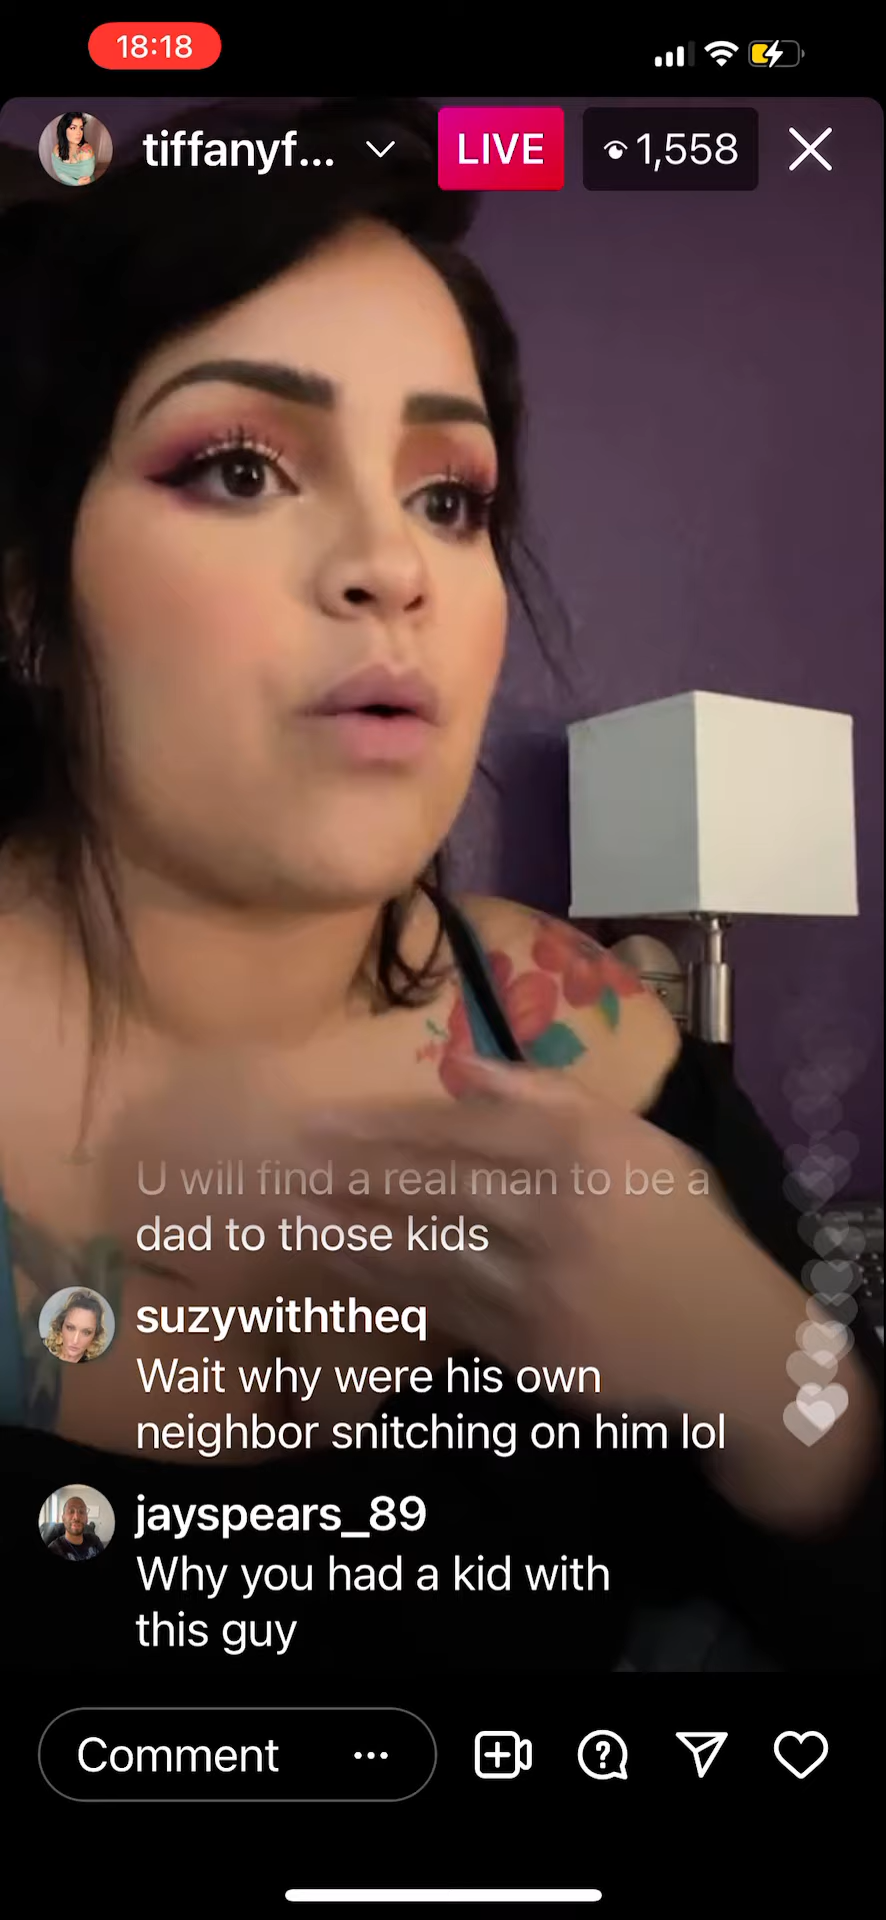 18:18
tiffanyf... LIVE 1,558
U will find a real man to be a
dad to those kids
suzywiththeq
Wait why were his own
neighbor snitching on him lol
jayspears_89
Why you had a kid with
this guy
Comment